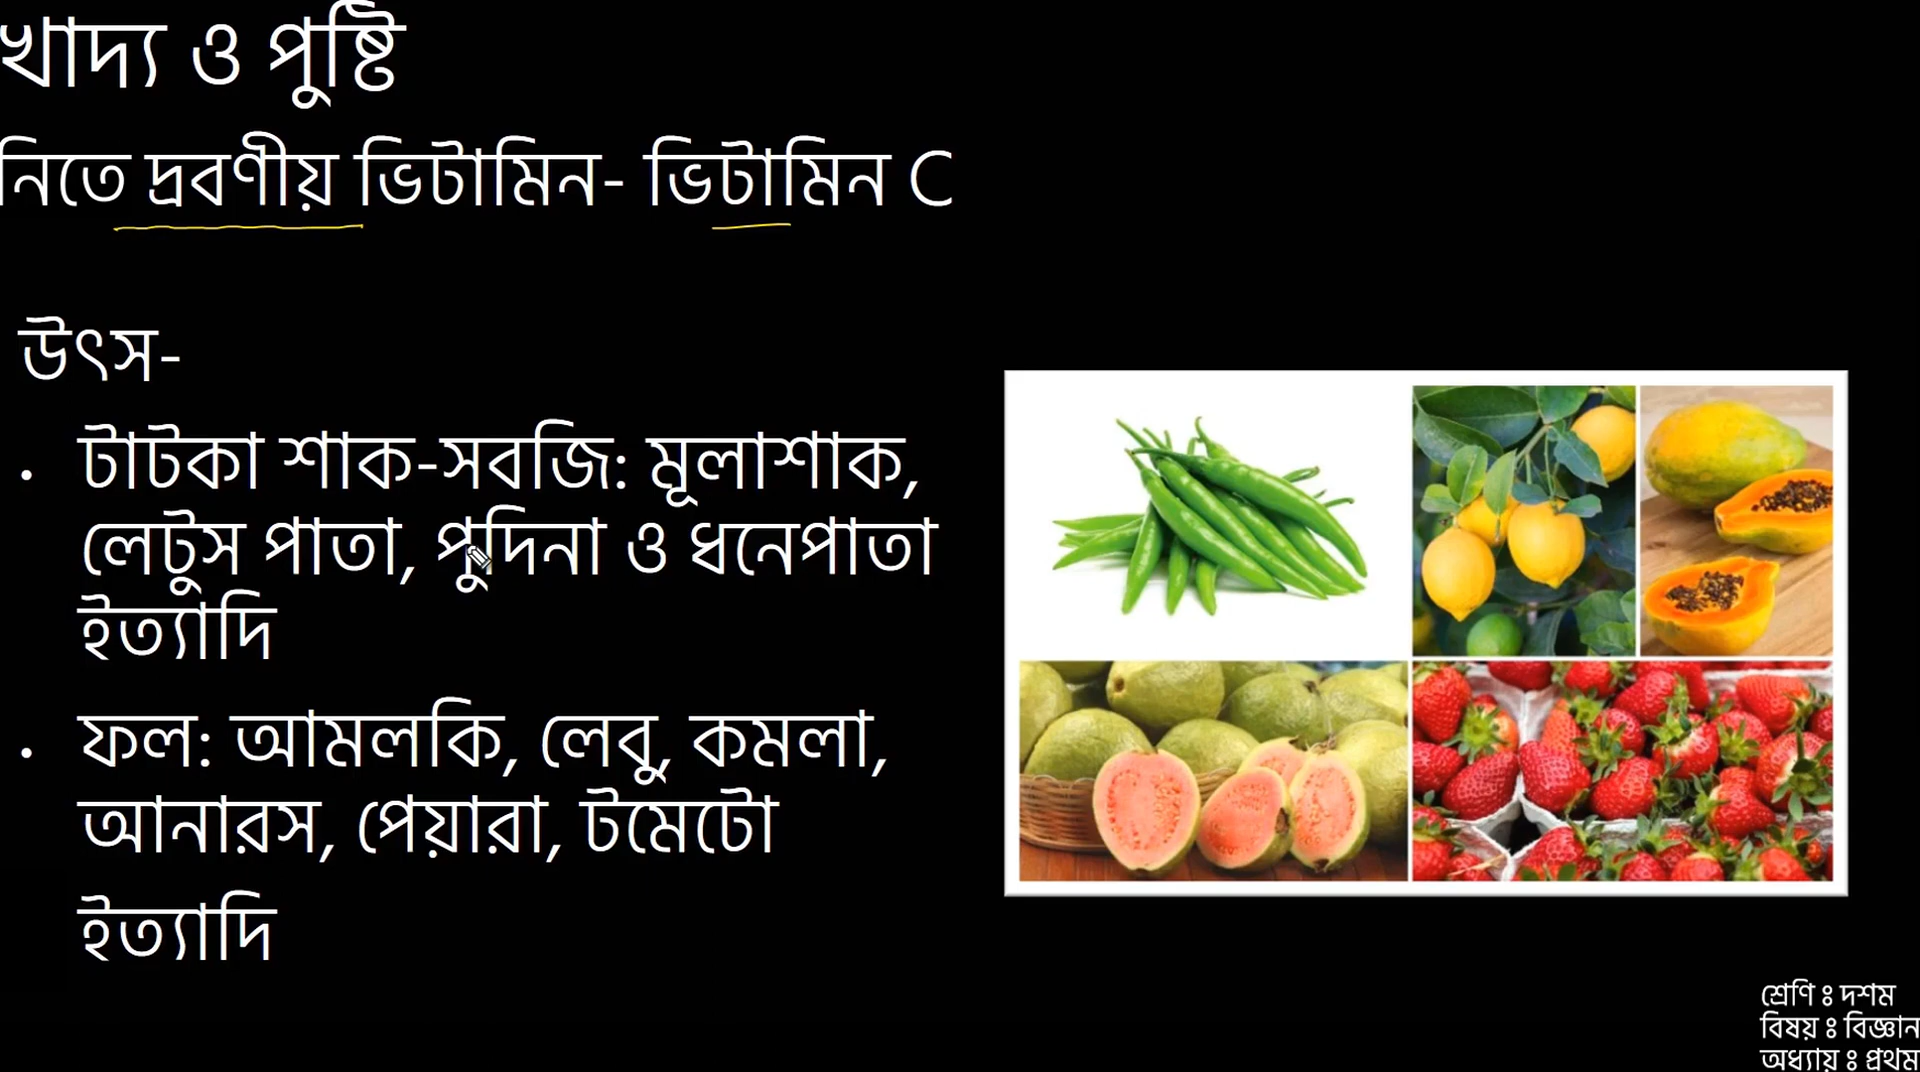 খাদ্য ও পুষ্টি
নিতে দ্রবণীয় ভিটামিন- ভিটামিন C
উৎস-
• টাটকা শাক-সবজি: মূলাশাক,
লেটুস পাতা, পুদিনা ও ধনেপাতা
ইত্যাদি
• ফল: আমলকি, লেবু, কমলা,
আনারস, পেয়ারা, টমেটো
ইত্যাদি
শ্রেণি ঃ দশম
বিষয় ঃ বিজ্ঞান
অধ্যায় ঃ প্রথম